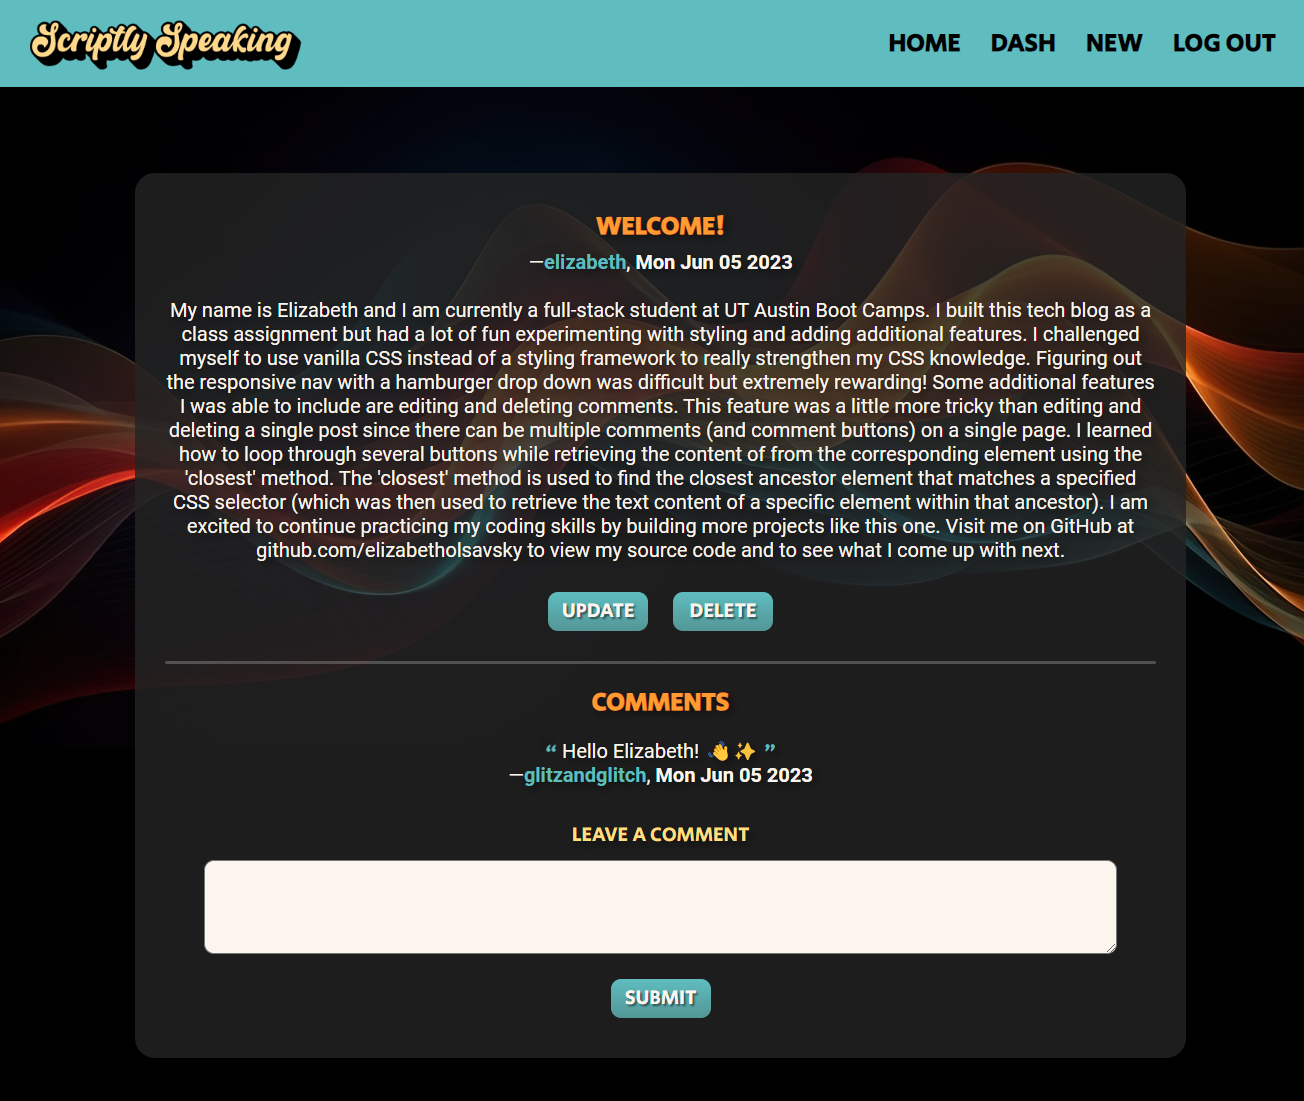 Scriptly Speaking
HOME DASH NEW LOG OUT
WELCOME!
—elizabeth, Mon Jun 05 2023
My name is Elizabeth and I am currently a full-stack student at UT Austin Boot Camps. I built this tech blog as a
class assignment but had a lot of fun experimenting with styling and adding additional features. I challenged
myself to use vanilla CSS instead of a styling framework to really strengthen my CSS knowledge. Figuring out
the responsive nav with a hamburger drop down was difficult but extremely rewarding! Some additional features
I was able to include are editing and deleting comments. This feature was a little more tricky than editing and
deleting a single post since there can be multiple comments (and comment buttons) on a single page. I learned
how to loop through several buttons while retrieving the content of from the corresponding element using the
'closest' method. The 'closest' method is used to find the closest ancestor element that matches a specified
CSS selector (which was then used to retrieve the text content of a specific element within that ancestor). I am
excited to continue practicing my coding skills by building more projects like this one. Visit me on GitHub at
github.com/elizabetholsavsky to view my source code and to see what I come up with next.
UPDATE DELETE
COMMENTS
“ Hello Elizabeth! 👋✨ ”
—glitzandglitch, Mon Jun 05 2023
LEAVE A COMMENT
SUBMIT